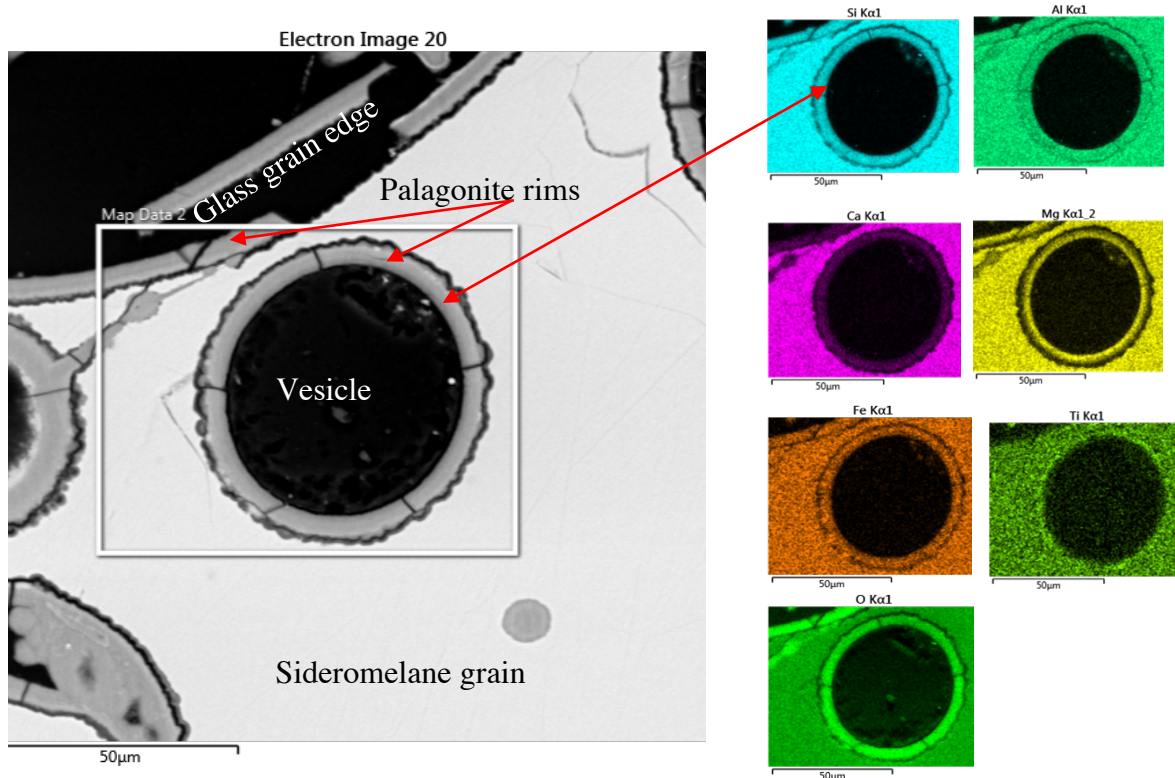 Electron Image 20
Glass grain edge
Palagonite rims
Map Data 2
Vesicle
Sideromelane grain
50µm
Si Kα1
50µm
Al Kα1
50µm
Ca Kα1
50µm
Mg Kα1_2
50µm
Fe Kα1
50µm
Ti Kα1
50µm
O Kα1
50µm